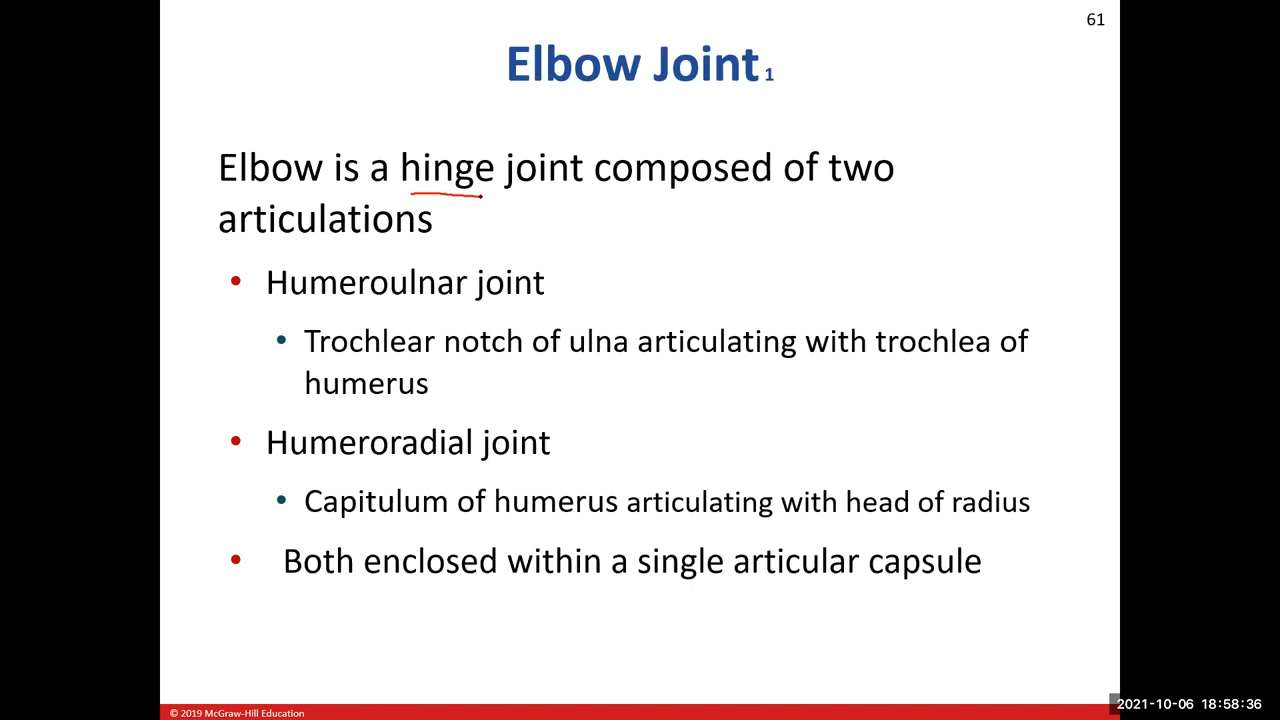 61
Elbow Joint 1
Elbow is a hinge joint composed of two
articulations
• Humeroulnar joint
• Trochlear notch of ulna articulating with trochlea of
humerus
• Humeroradial joint
• Capitulum of humerus articulating with head of radius
• Both enclosed within a single articular capsule
© 2019 McGraw-Hill Education
2021-10-06 18:58:36